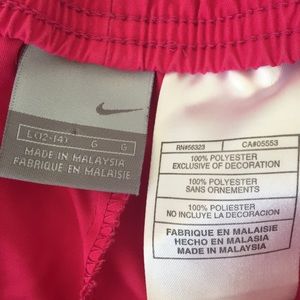 L (12-14) G G
MADE IN MALAYSIA
FABRIQUE EN MALAISIE
RN#56323 CA#05553
100% POLYESTER
EXCLUSIVE OF DECORATION
100% POLYESTER
SANS ORNEMENTS
100% POLIESTER
NO INCLUYE LA DECORACION
FABRIQUE EN MALAISIE
HECHO EN MALASIA
MADE IN MALAYSIA